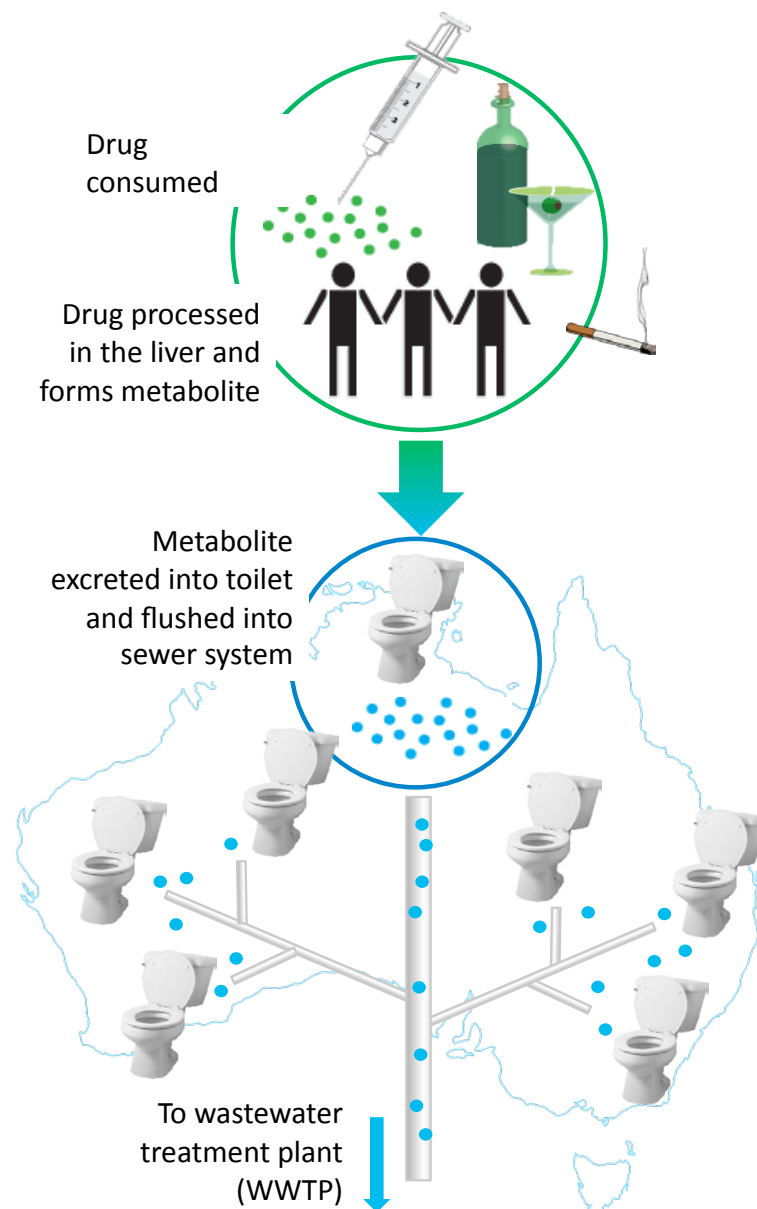 Drug
consumed
Drug processed
in the liver and
forms metabolite
Metabolite
excreted into toilet
and flushed into
sewer system
To wastewater
treatment plant
(WWTP)